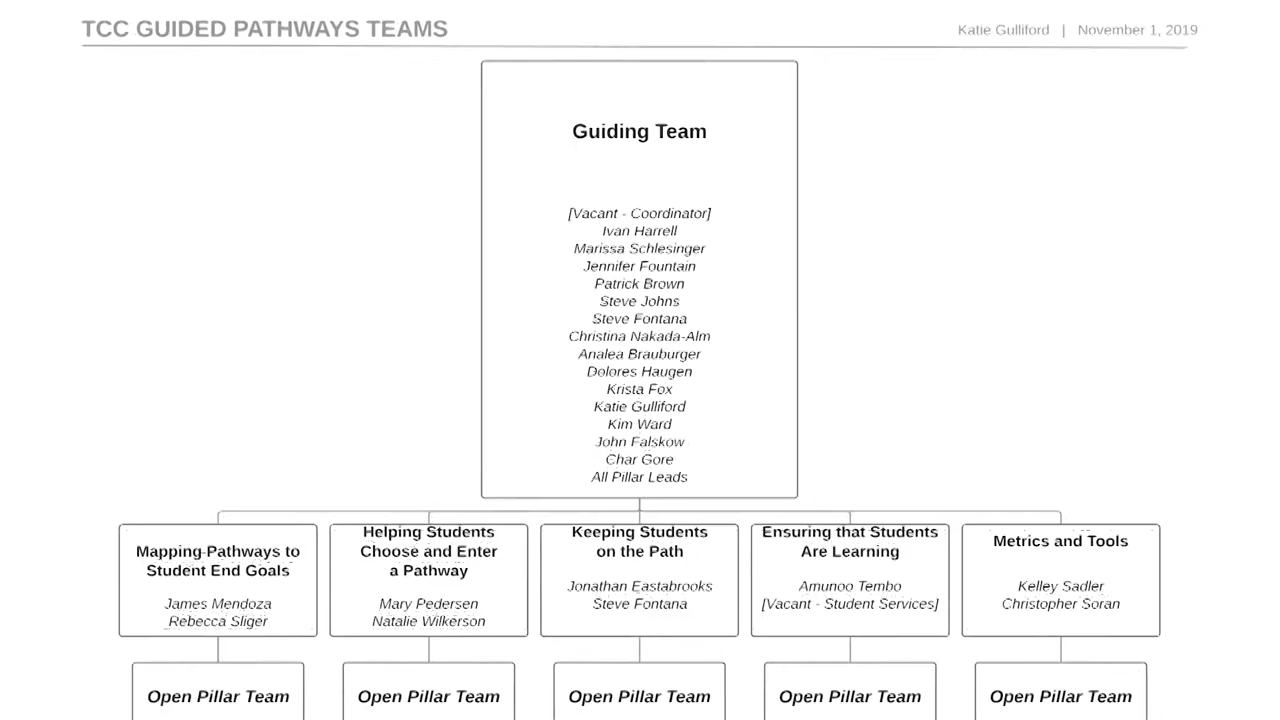 TCC GUIDED PATHWAYS TEAMS
Katie Gulliford | November 1, 2019
Guiding Team
[Vacant - Coordinator]
Ivan Harrell
Marissa Schlesinger
Jennifer Fountain
Patrick Brown
Steve Johns
Steve Fontana
Christina Nakada-Alm
Analea Brauburger
Dolores Haugen
Krista Fox
Katie Gulliford
Kim Ward
John Falskow
Char Gore
All Pillar Leads
Mapping Pathways to
Student End Goals
James Mendoza
Rebecca Sliger
Helping Students
Choose and Enter
a Pathway
Mary Pedersen
Natalie Wilkerson
Keeping Students
on the Path
Jonathan Eastabrooks
Steve Fontana
Ensuring that Students
Are Learning
Amunoo Tembo
[Vacant - Student Services]
Metrics and Tools
Kelley Sadler
Christopher Soran
Open Pillar Team
Open Pillar Team
Open Pillar Team
Open Pillar Team
Open Pillar Team